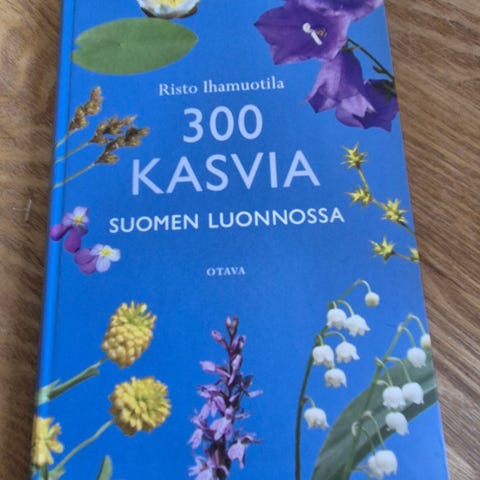 Risto Ihamuotila
300
KASVIA
SUOMEN LUONNOSSA
OTAVA